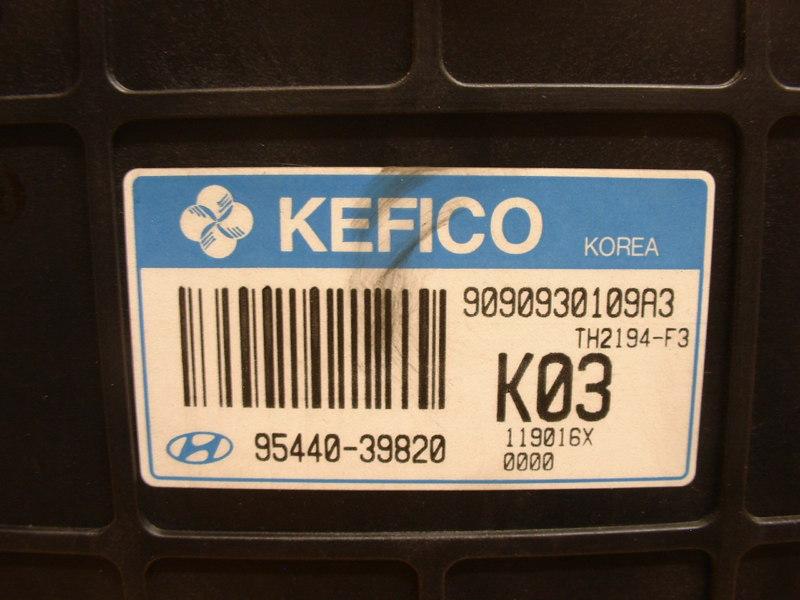 KEFICO KOREA
9090930109A3
TH2194-F3
K03
95440-39820
119016X
0000